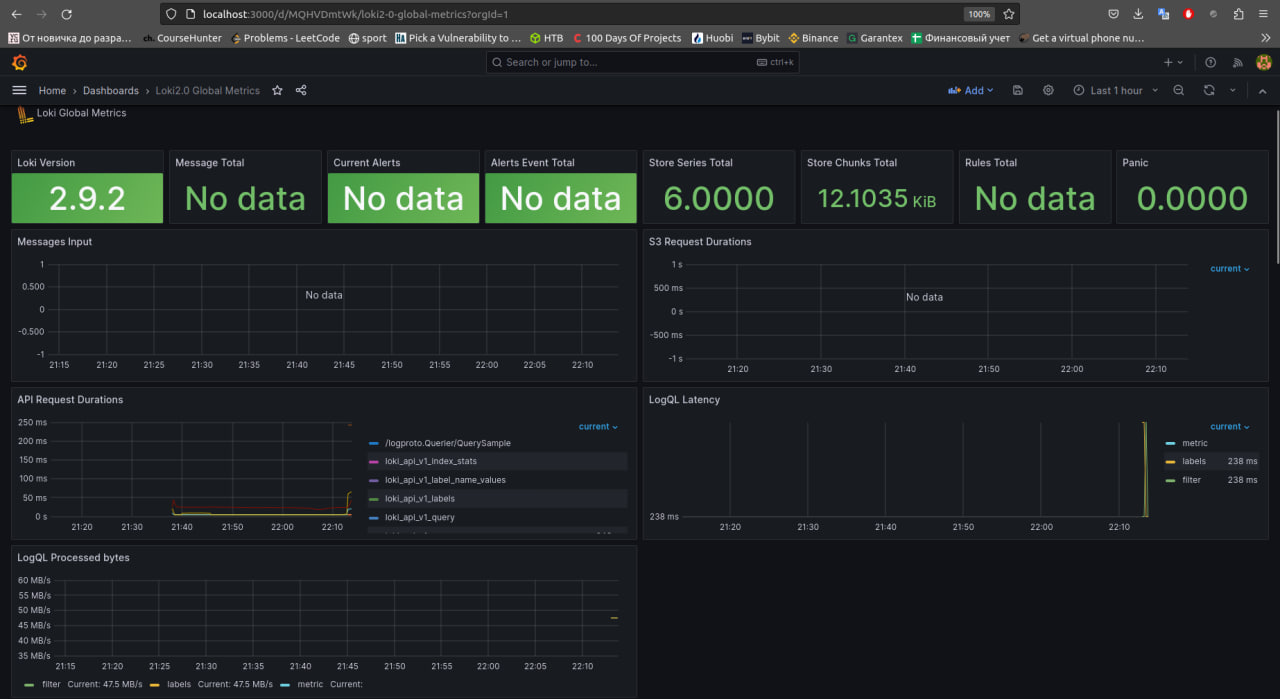 localhost:3000/d/MQHVDmtWk/loki2-0-global-metrics?orgId=1 100%
От новичка до разра... ch. CourseHunter Problems - LeetCode sport HA Pick a Vulnerability to ... HTB C 100 Days Of Projects Huobi Bybit Binance G Garantex Финансовый учет Get a virtual phone nu...
Search or jump to... ctrl+k
Home › Dashboards › Loki2.0 Global Metrics Add Last 1 hour
Loki Global Metrics
Loki Version
2.9.2
Message Total
No data
Current Alerts
No data
Alerts Event Total
No data
Store Series Total
6.0000
Store Chunks Total
12.1035 KiB
Rules Total
No data
Panic
0.0000
Messages Input
1
0.500
0
-0.500
-1
No data
21:15 21:20 21:25 21:30 21:35 21:40 21:45 21:50 21:55 22:00 22:05 22:10
S3 Request Durations
1 s
500 ms
0 s
-500 ms
-1 s
No data
current
21:20 21:30 21:40 21:50 22:00 22:10
API Request Durations
250 ms
200 ms
150 ms
100 ms
50 ms
0 s
21:20 21:30 21:40 21:50 22:00 22:10
current
/logproto.Querier/QuerySample
loki_api_v1_index_stats
loki_api_v1_label_name_values
loki_api_v1_labels
loki_api_v1_query
LogQL Latency
238 ms
21:20 21:30 21:40 21:50 22:00 22:10
current
metric
labels 238 ms
filter 238 ms
LogQL Processed bytes
60 MB/s
55 MB/s
50 MB/s
45 MB/s
40 MB/s
35 MB/s
21:15 21:20 21:25 21:30 21:35 21:40 21:45 21:50 21:55 22:00 22:05 22:10
filter Current: 47.5 MB/s labels Current: 47.5 MB/s metric Current: